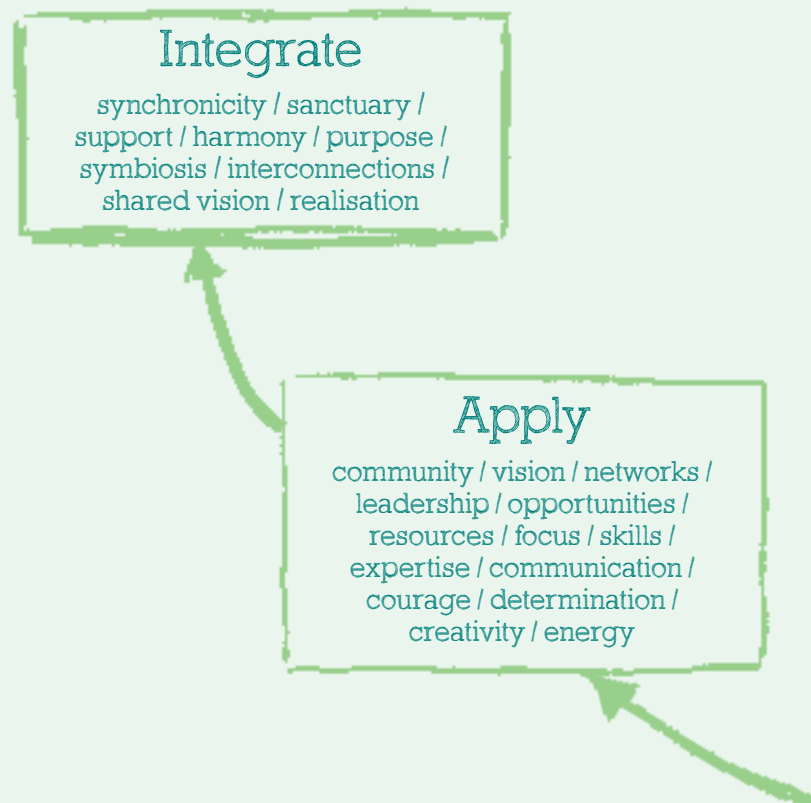 Integrate
synchronicity / sanctuary /
support / harmony / purpose /
symbiosis / interconnections /
shared vision / realisation
Apply
community / vision / networks /
leadership / opportunities /
resources / focus / skills /
expertise / communication /
courage / determination /
creativity / energy